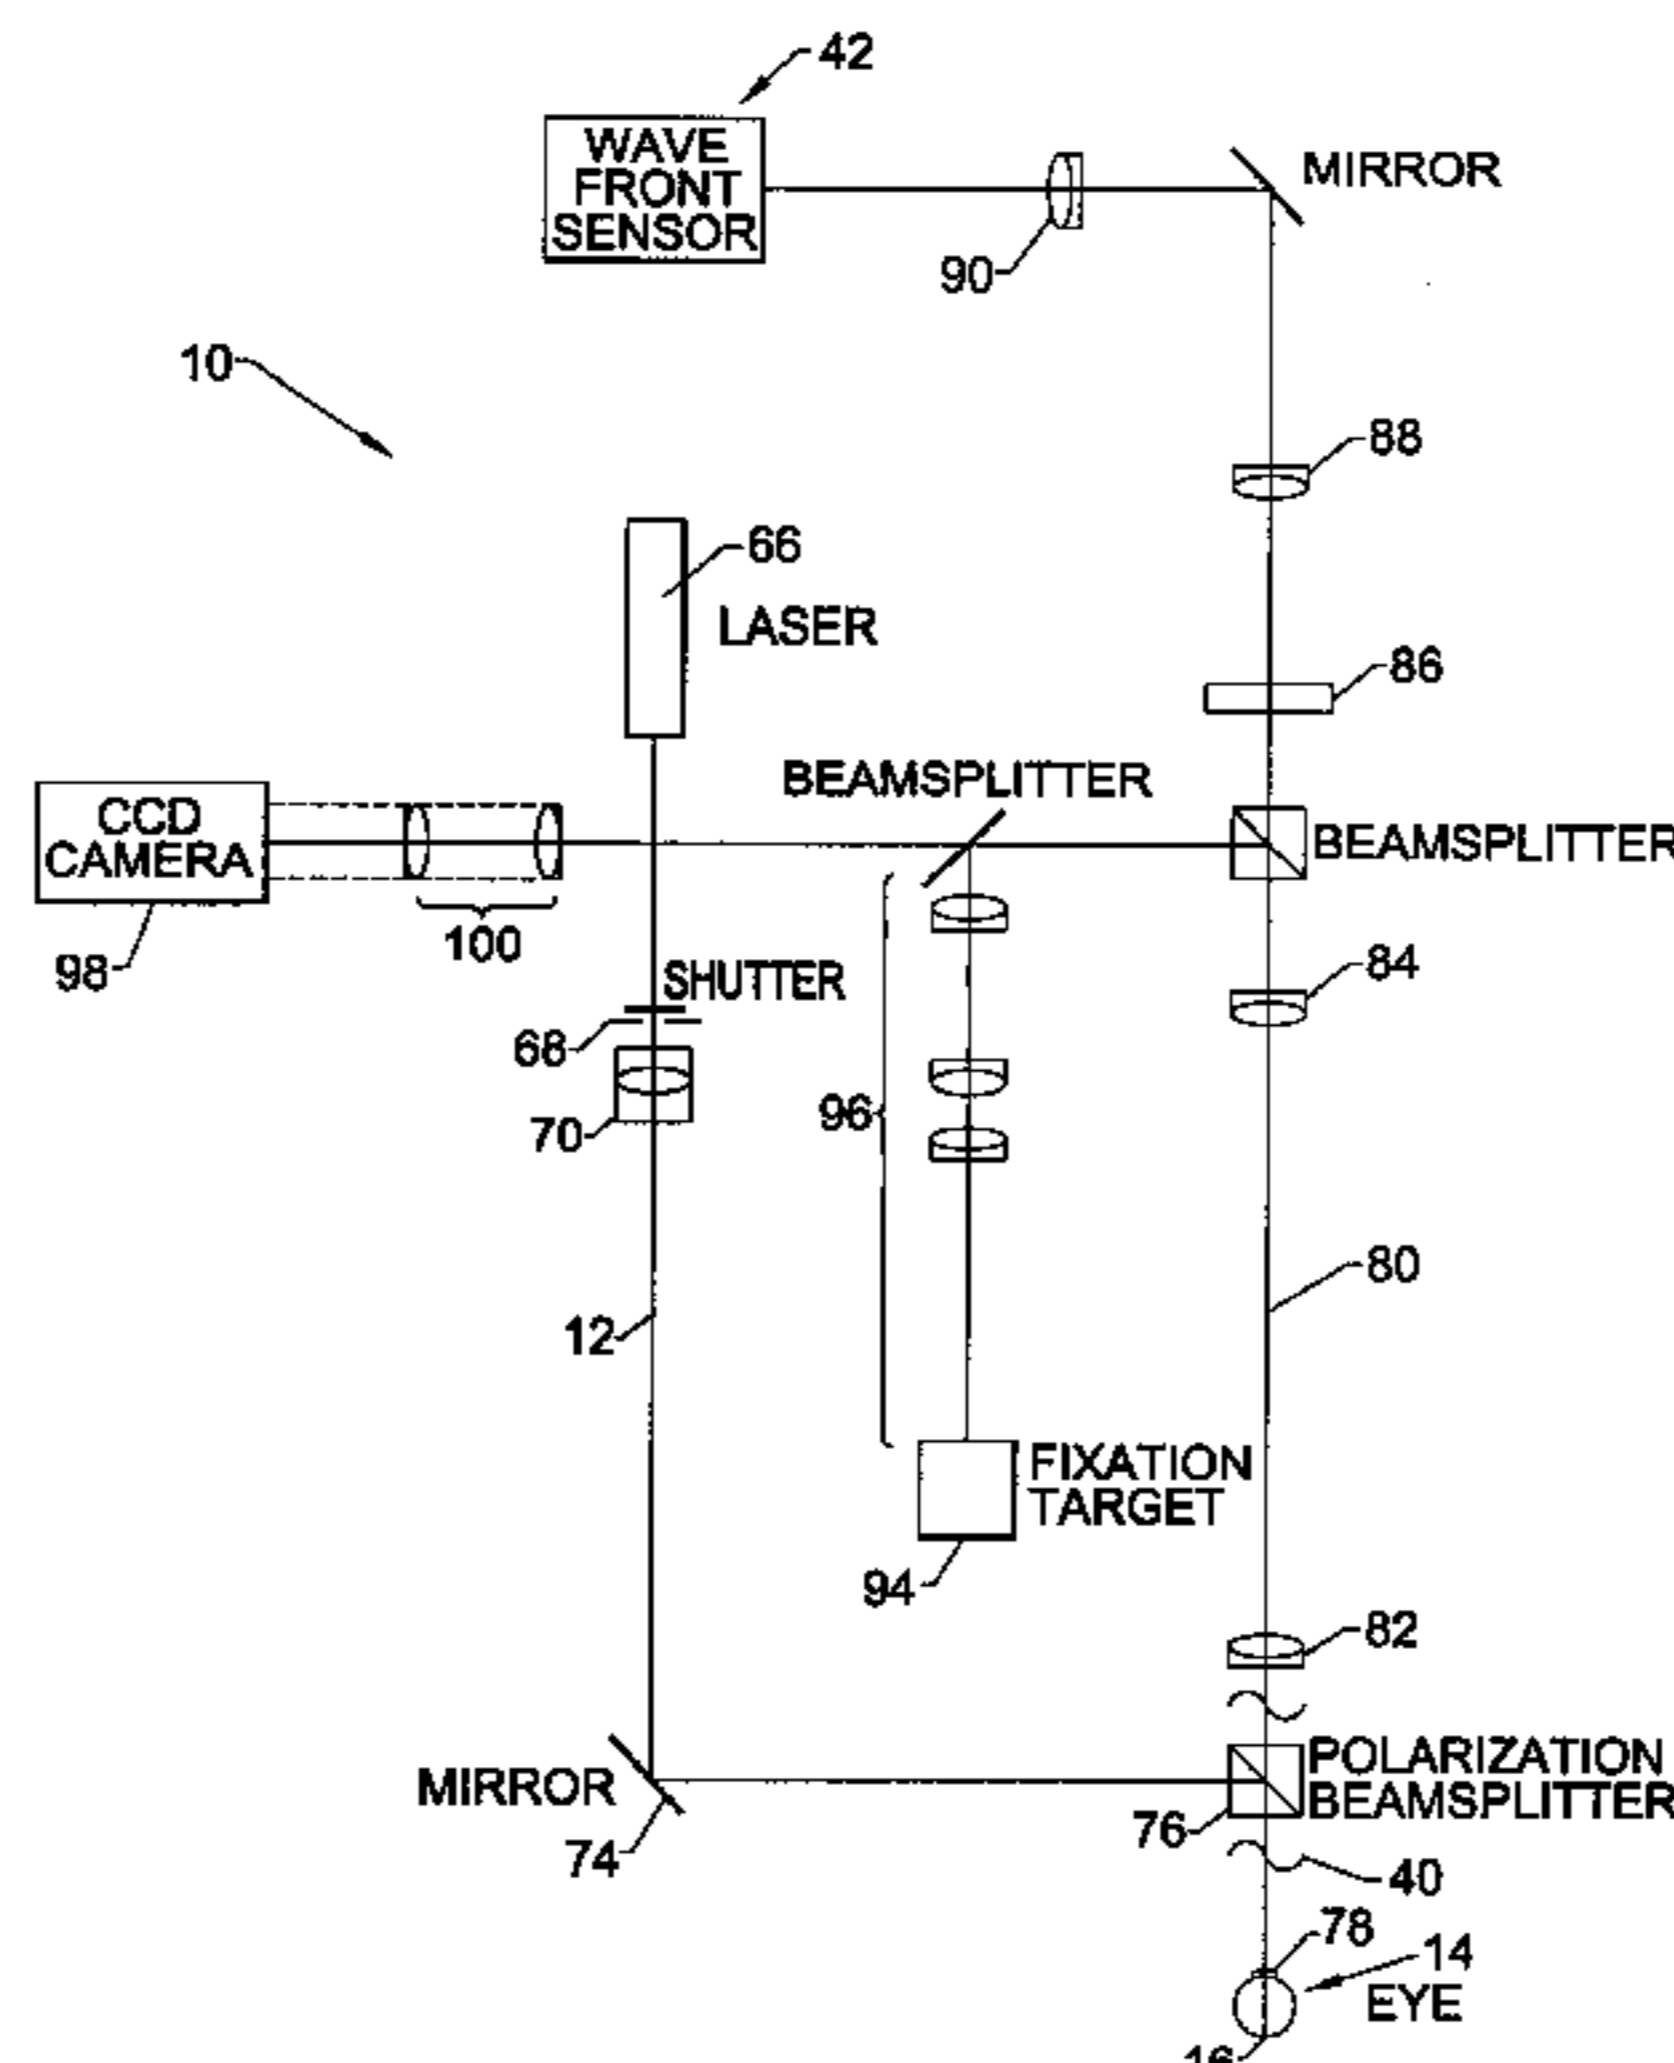 42
WAVE
FRONT
SENSOR
MIRROR
90
10
88
66
LASER
86
BEAMSPLITTER
CCD
CAMERA
BEAMSPLITTER
100
98
SHUTTER
84
68
96
70
80
12
FIXATION
TARGET
94
82
POLARIZATION
BEAMSPLITTER
MIRROR
76
74
40
78
14
EYE
16